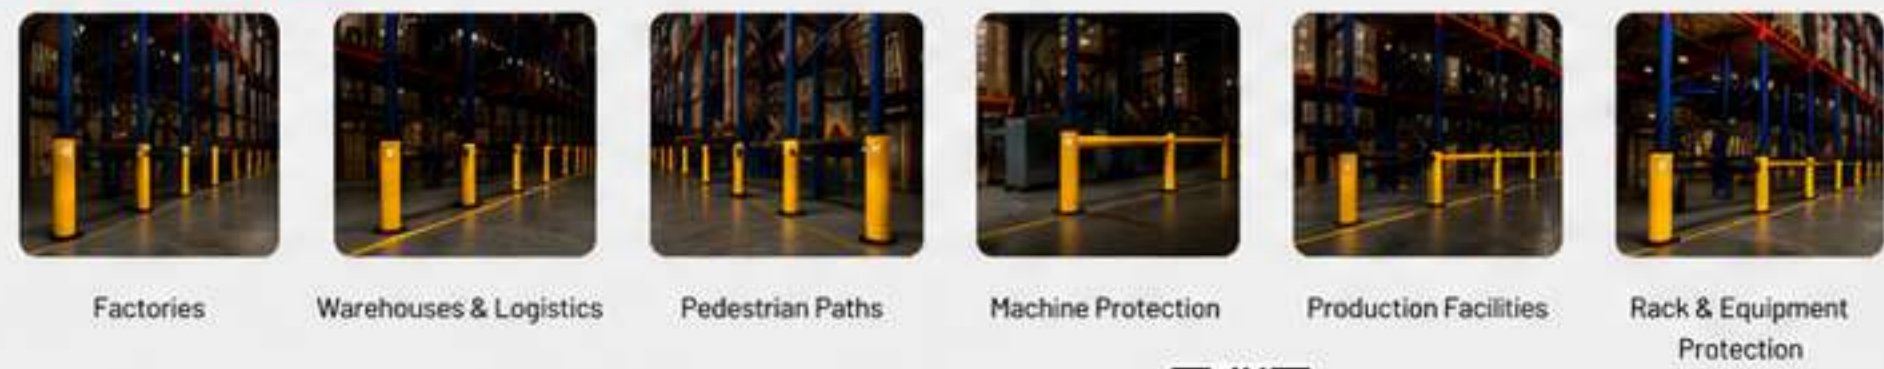 Factories
Warehouses & Logistics
Pedestrian Paths
Machine Protection
Production Facilities
Rack & Equipment
Protection